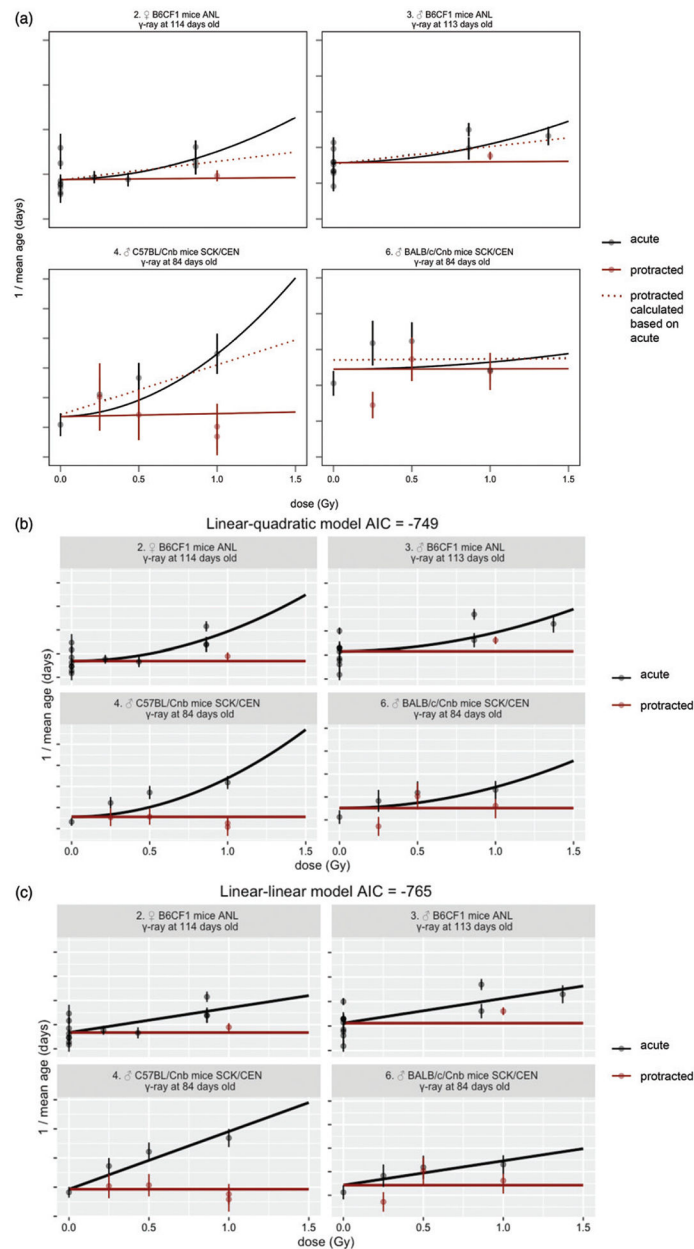 (a)
2. ♀ B6CF1 mice ANL
γ-ray at 114 days old
3. ♂ B6CF1 mice ANL
γ-ray at 113 days old
4. ♂ C57BL/Cnb mice SCK/CEN
γ-ray at 84 days old
6. ♂ BALB/c/Cnb mice SCK/CEN
γ-ray at 84 days old
1 / mean age (days)
0.0 0.5 1.0 1.5 0.0 0.5 1.0 1.5
dose (Gy)
acute
protracted
protracted
calculated
based on
acute
(b)
Linear-quadratic model AIC = -749
2. ♀ B6CF1 mice ANL
γ-ray at 114 days old
3. ♂ B6CF1 mice ANL
γ-ray at 113 days old
4. ♂ C57BL/Cnb mice SCK/CEN
γ-ray at 84 days old
6. ♂ BALB/c/Cnb mice SCK/CEN
γ-ray at 84 days old
1 / mean age (days)
0.0 0.5 1.0 1.5 0.0 0.5 1.0 1.5
dose (Gy)
acute
protracted
(c)
Linear-linear model AIC = -765
2. ♀ B6CF1 mice ANL
γ-ray at 114 days old
3. ♂ B6CF1 mice ANL
γ-ray at 113 days old
4. ♂ C57BL/Cnb mice SCK/CEN
γ-ray at 84 days old
6. ♂ BALB/c/Cnb mice SCK/CEN
γ-ray at 84 days old
1 / mean age (days)
0.0 0.5 1.0 1.5 0.0 0.5 1.0 1.5
dose (Gy)
acute
protracted